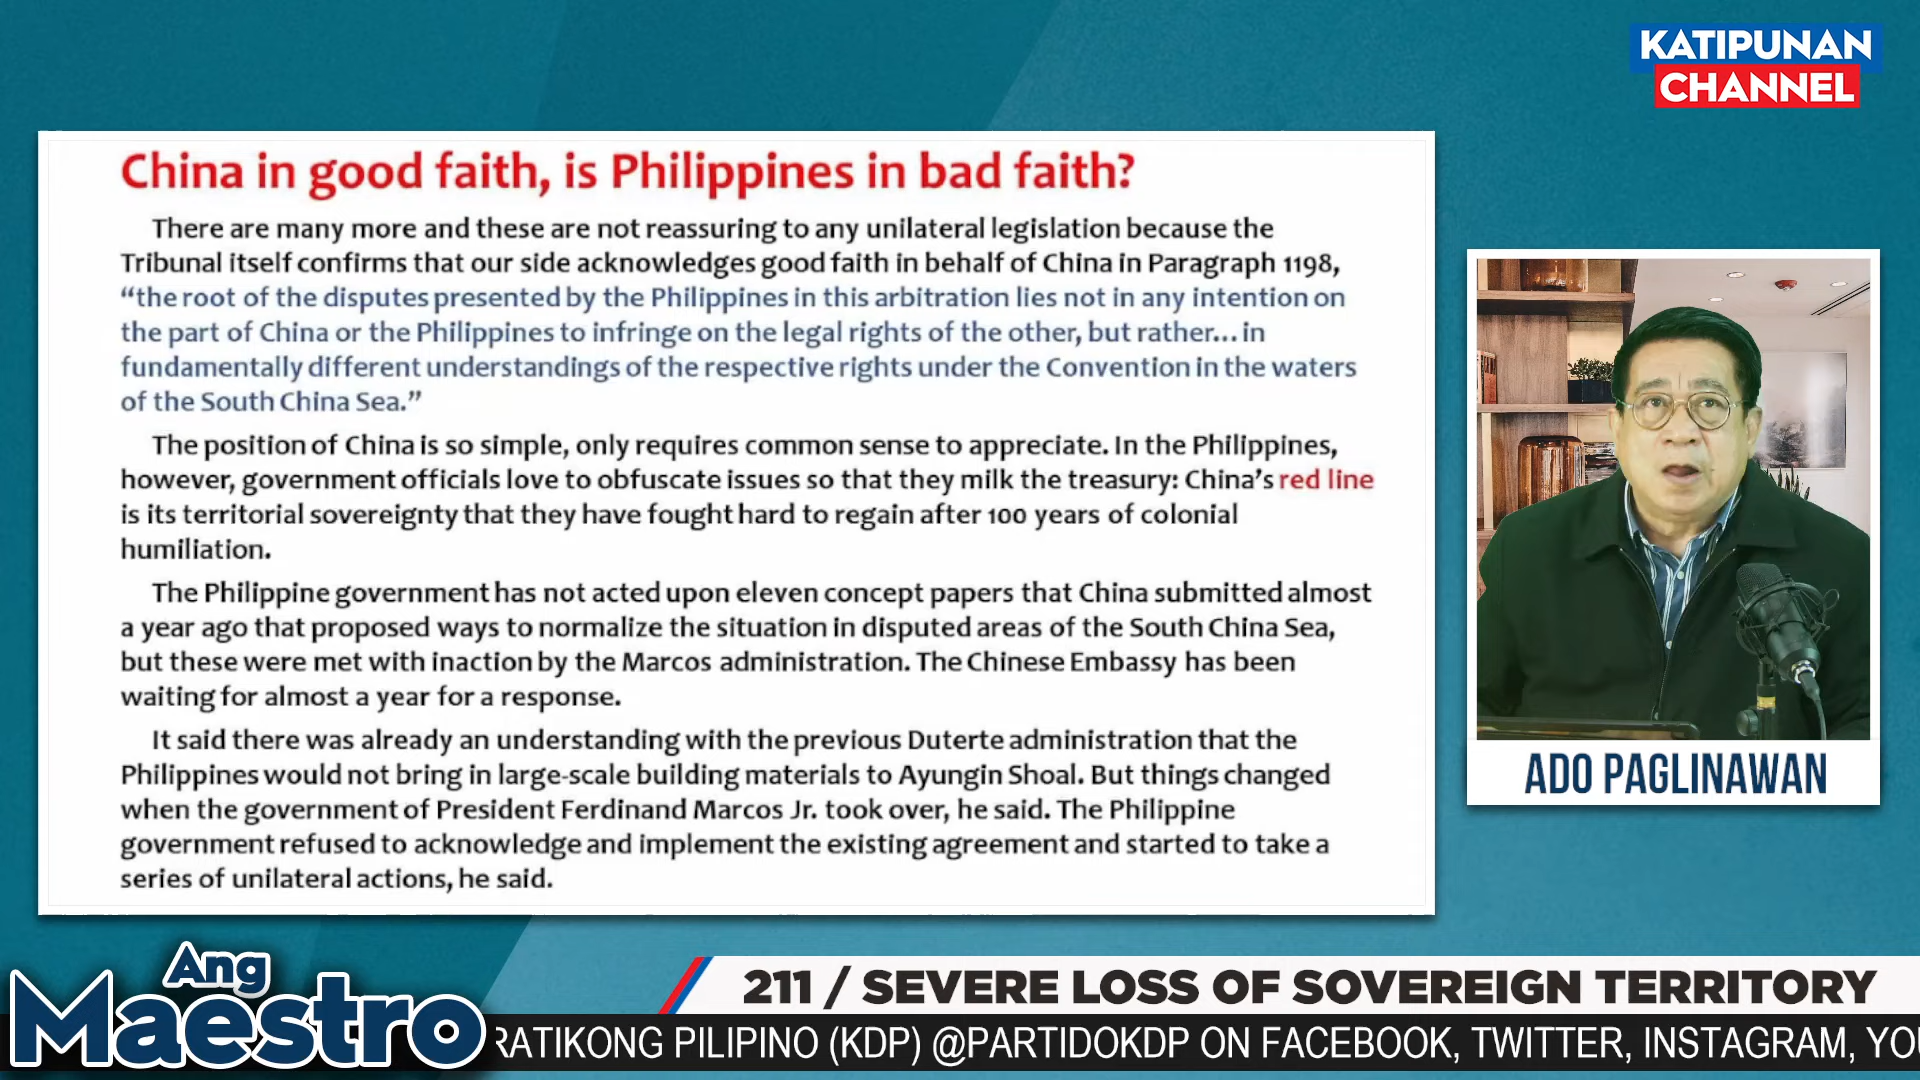 KATIPUNAN
CHANNEL
China in good faith, is Philippines in bad faith?
There are many more and these are not reassuring to any unilateral legislation because the
Tribunal itself confirms that our side acknowledges good faith in behalf of China in Paragraph 1198,
“the root of the disputes presented by the Philippines in this arbitration lies not in any intention on
the part of China or the Philippines to infringe on the legal rights of the other, but rather... in
fundamentally different understandings of the respective rights under the Convention in the waters
of the South China Sea.”
The position of China is so simple, only requires common sense to appreciate. In the Philippines,
however, government officials love to obfuscate issues so that they milk the treasury: China’s red line
is its territorial sovereignty that they have fought hard to regain after 100 years of colonial
humiliation.
The Philippine government has not acted upon eleven concept papers that China submitted almost
a year ago that proposed ways to normalize the situation in disputed areas of the South China Sea,
but these were met with inaction by the Marcos administration. The Chinese Embassy has been
waiting for almost a year for a response.
It said there was already an understanding with the previous Duterte administration that the
Philippines would not bring in large-scale building materials to Ayungin Shoal. But things changed
when the government of President Ferdinand Marcos Jr. took over, he said. The Philippine
government refused to acknowledge and implement the existing agreement and started to take a
series of unilateral actions, he said.
ADO PAGLINAWAN
Ang
Maestro
211 / SEVERE LOSS OF SOVEREIGN TERRITORY
RATIKONG PILIPINO (KDP) @PARTIDOKDP ON FACEBOOK, TWITTER, INSTAGRAM, YOU